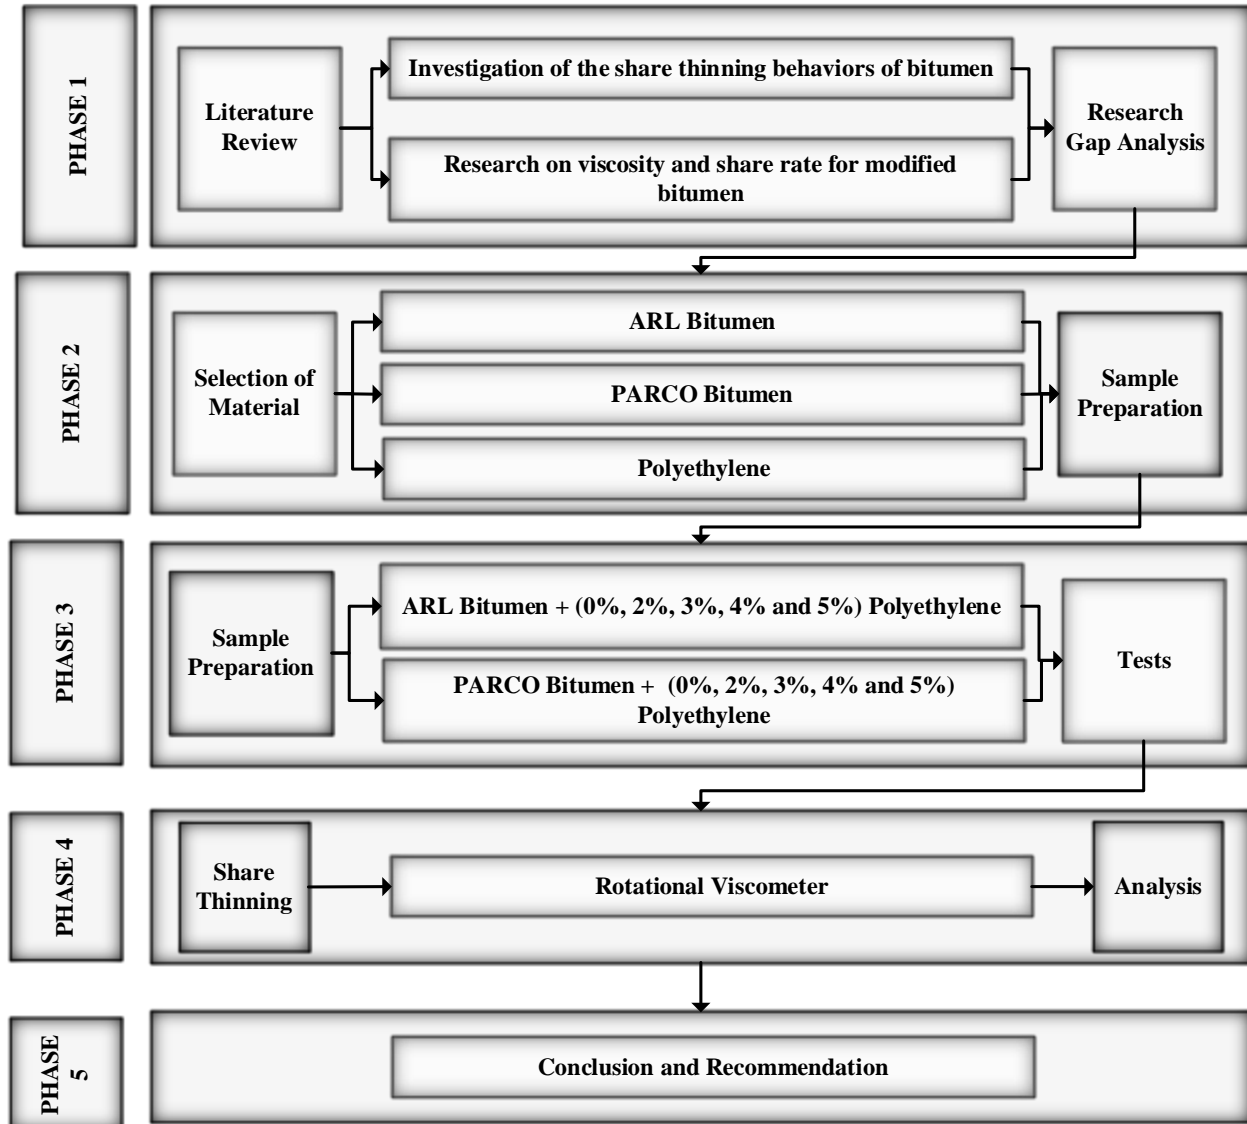 PHASE 1
Literature
Review
Investigation of the share thinning behaviors of bitumen
Research on viscosity and share rate for modified
bitumen
Research
Gap Analysis
PHASE 2
Selection of
Material
ARL Bitumen
PARCO Bitumen
Polyethylene
Sample
Preparation
PHASE 3
Sample
Preparation
ARL Bitumen + (0%, 2%, 3%, 4% and 5%) Polyethylene
PARCO Bitumen + (0%, 2%, 3%, 4% and 5%)
Polyethylene
Tests
PHASE 4
Share
Thinning
Rotational Viscometer
Analysis
PHASE
5
Conclusion and Recommendation